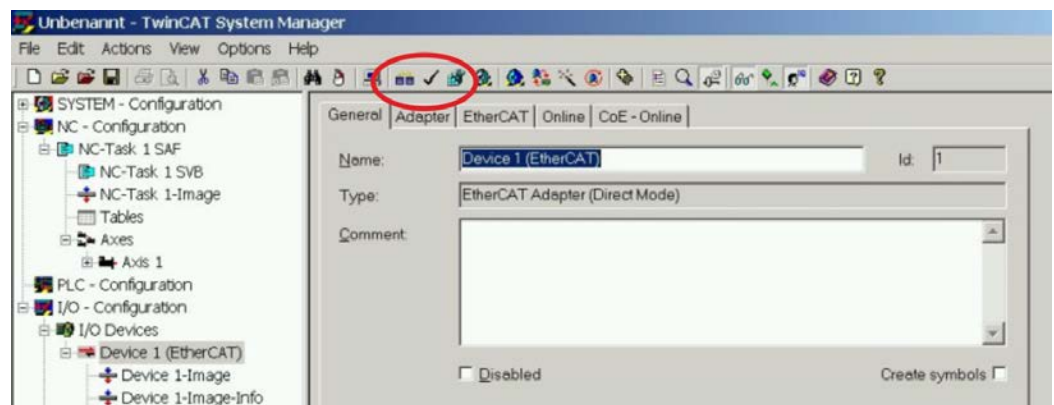 Unbenannt - TwinCAT System Manager
File Edit Actions View Options Help
SYSTEM - Configuration
NC - Configuration
NC-Task 1 SAF
NC-Task 1 SVB
NC-Task 1-Image
Tables
Axes
Axis 1
PLC - Configuration
I/O - Configuration
I/O Devices
Device 1 (EtherCAT)
Device 1-Image
Device 1-Image-Info
General Adapter EtherCAT Online CoE - Online
Name: Device 1 (EtherCAT) Id: 1
Type: EtherCAT Adapter (Direct Mode)
Comment:
Disabled Create symbols